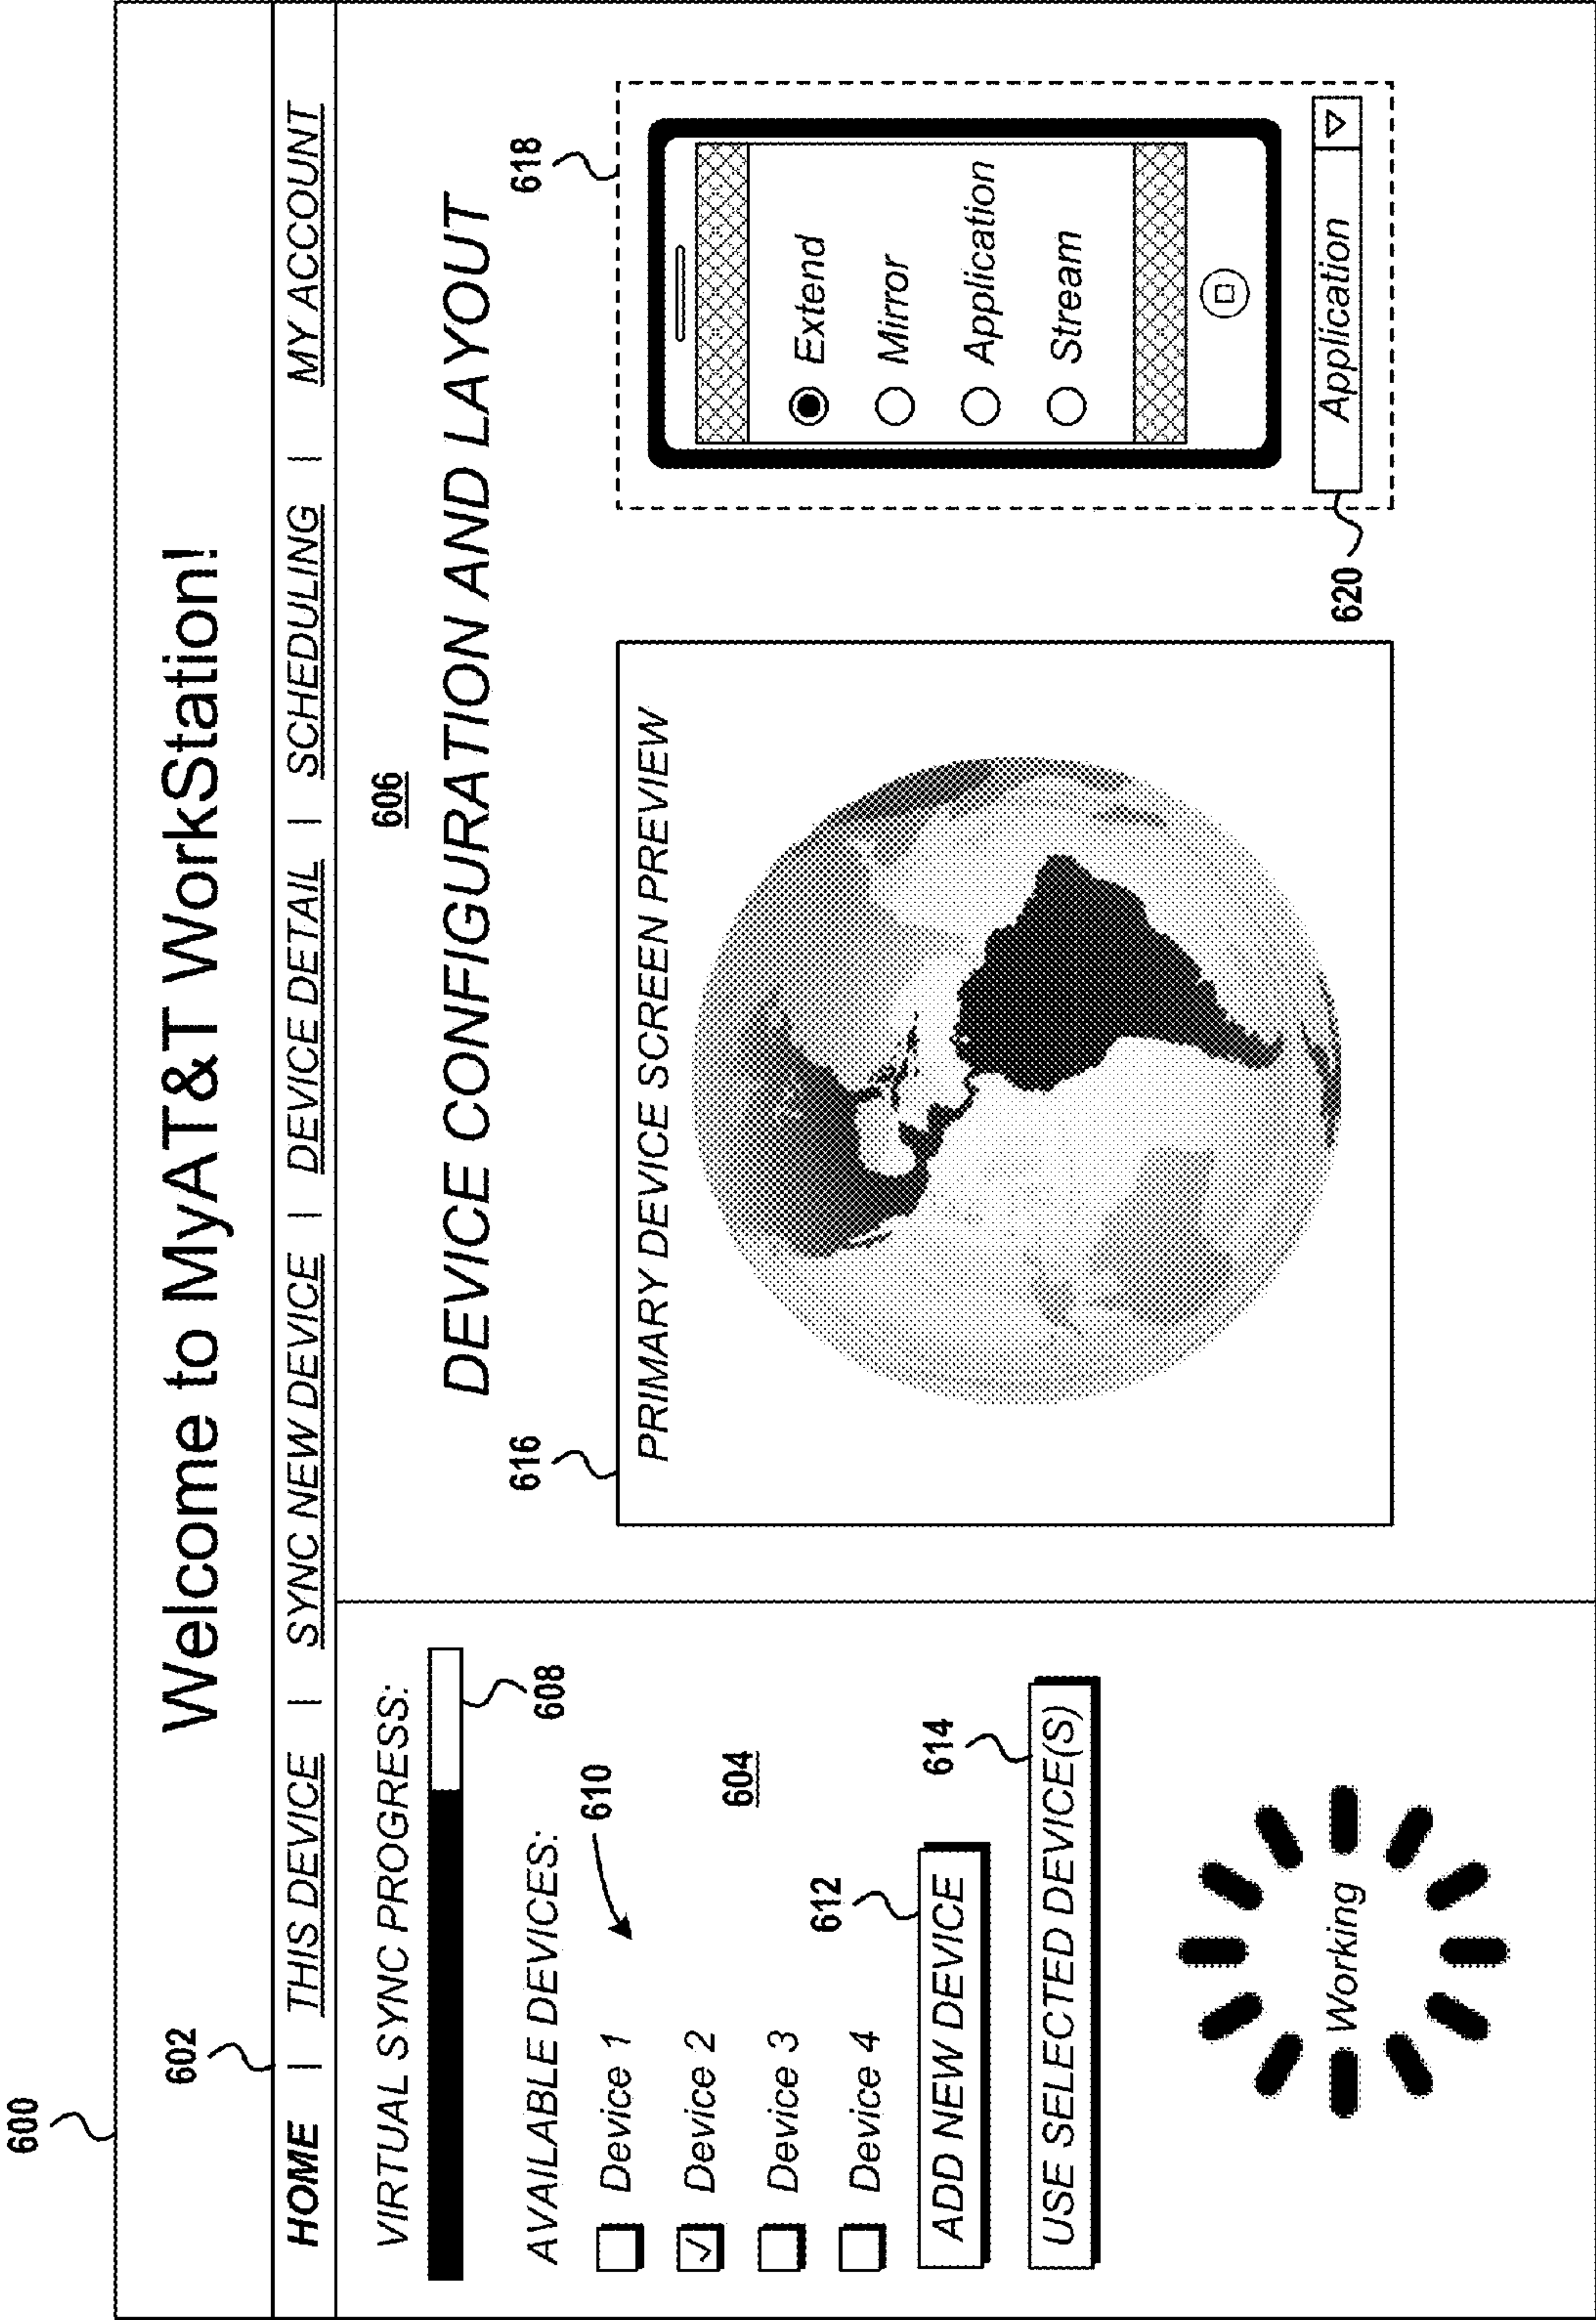 600
Welcome to MyAT&T WorkStation!
602
HOME | THIS DEVICE | SYNC NEW DEVICE | DEVICE DETAIL | SCHEDULING | MY ACCOUNT
VIRTUAL SYNC PROGRESS:
608
AVAILABLE DEVICES:
610
Device 1
Device 2
Device 3
Device 4
604
612
ADD NEW DEVICE
614
USE SELECTED DEVICE(S)
Working
606
DEVICE CONFIGURATION AND LAYOUT
616
PRIMARY DEVICE SCREEN PREVIEW
618
Extend
Mirror
Application
Stream
620
Application